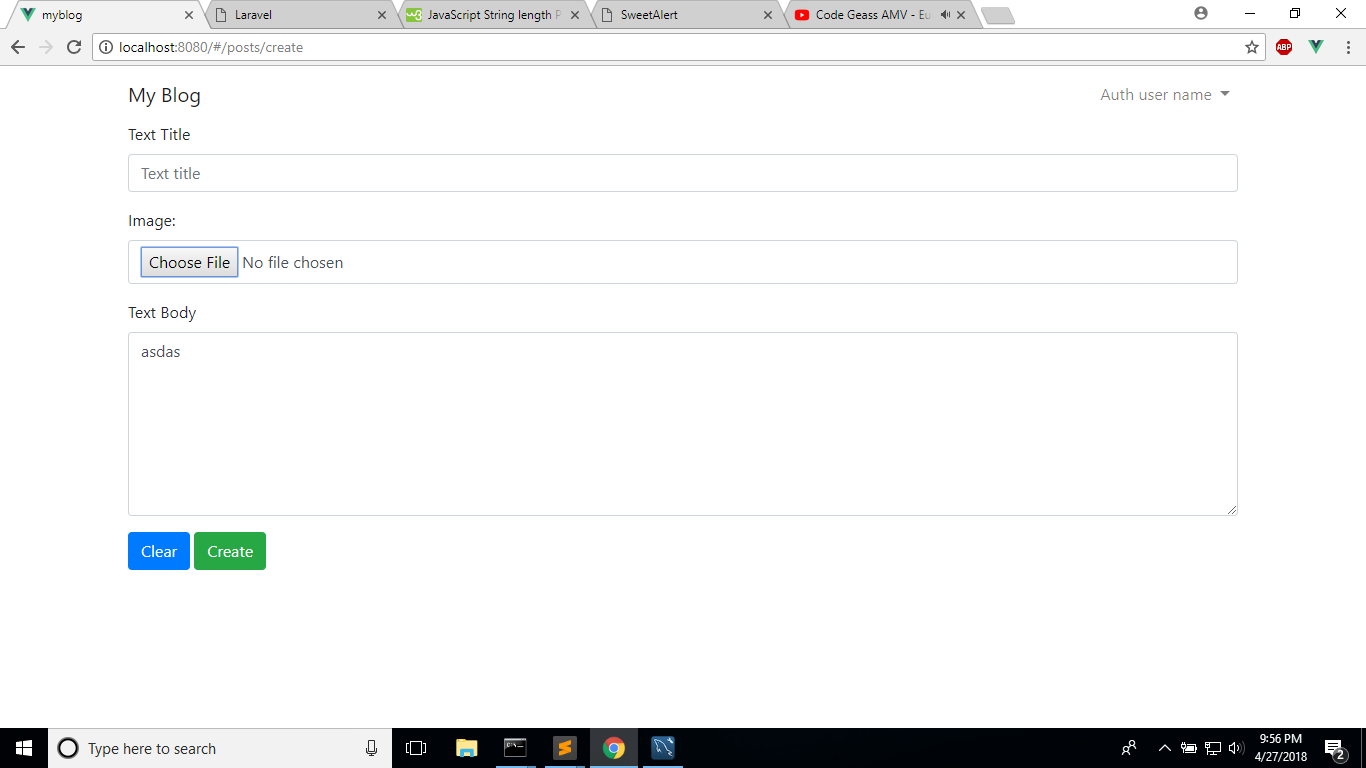 myblog
Laravel
JavaScript String length P
SweetAlert
Code Geass AMV - Eu
localhost:8080/#/posts/create
ABP
My Blog
Auth user name
Text Title
Text title
Image:
Choose File No file chosen
Text Body
asdas
Clear Create
Type here to search
9:56 PM
4/27/2018
2